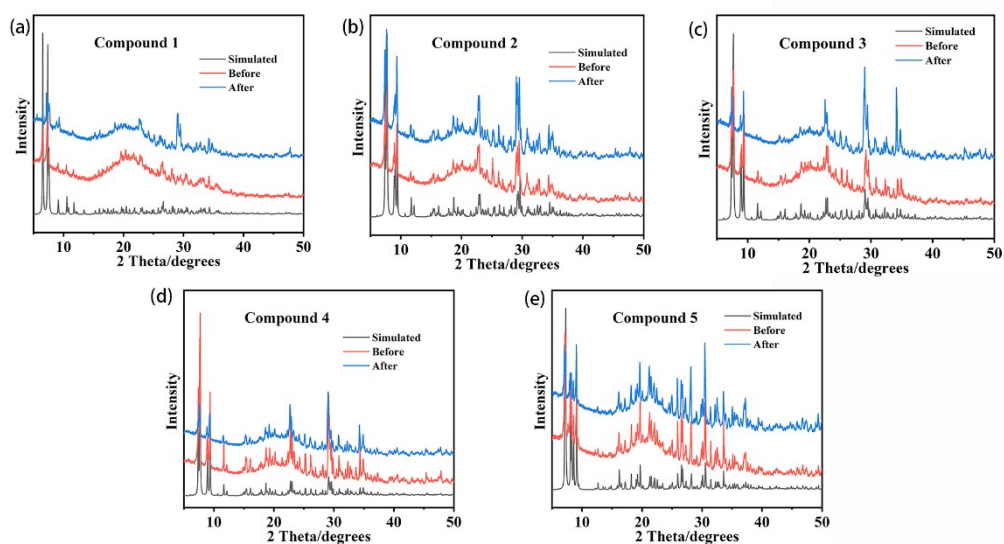 (a)
Compound 1
Simulated
Before
After
Intensity
10 20 30 40 50
2 Theta/degrees
(b)
Compound 2
Simulated
Before
After
Intensity
10 20 30 40 50
2 Theta/degrees
(c)
Compound 3
Simulated
Before
After
Intensity
10 20 30 40 50
2 Theta/degrees
(d)
Compound 4
Simulated
Before
After
Intensity
10 20 30 40 50
2 Theta/degrees
(e)
Compound 5
Simulated
Before
After
Intensity
10 20 30 40 50
2 Theta/degrees